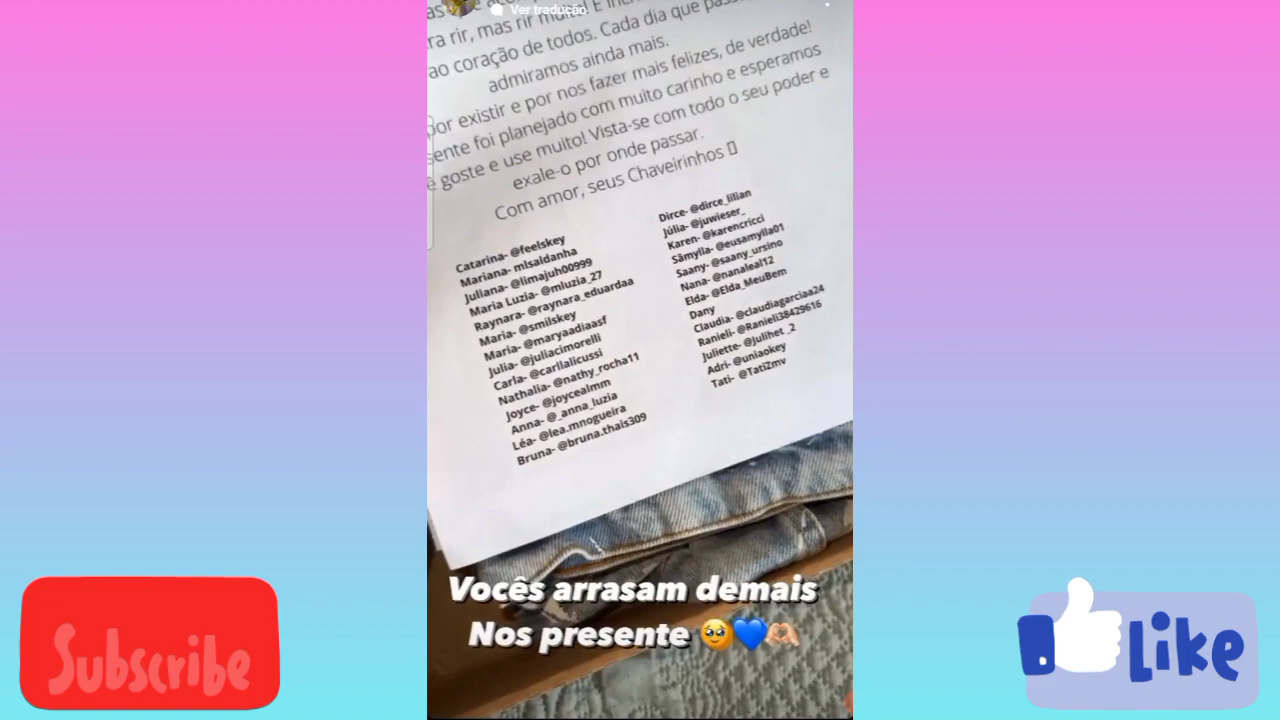 Ver tradução
ra rir, mas rir
ao coração de todos. Cada dia que
admiramos ainda mais.
por existir e por nos fazer mais felizes, de verdade!
sente foi planejado com muito carinho e esperamos
ê goste e use muito! Vista-se com todo o seu poder e
exale-o por onde passar.
Com amor, seus Chaveirinhos
Catarina- @feelskey
Mariana- mlsaldanha
Juliana- @limajuh00999
Maria Luzia- @mluzia_27
Raynara- @raynara_eduardaa
Maria- @smilskey
Maria- @maryaadiaasf
Julia- @juliacimorelli
Carla- @carllalicussi
Nathalia- @nathy_rocha11
Joyce- @joycealmm
Anna- @_anna_luzia
Léa- @lea.mnogueira
Bruna- @bruna.thais309
Dirce- @dirce_lilian
Júlia- @juwieser_
Karen- @karencricci
Sâmylla- @eusamylla01
Saany- @saany_ursino
Nana- @nanaleal12
Elda- @Elda_MeuBem
Dany
Claudia- @claudiagarciaa24
Ranieli- @Ranieli38429616
Juliette- @Julihet_2
Adri- @uniaokey
Tati- @TatiZmv
Vocês arrasam demais
Nos presente 🥹💙🫶🏼
Subscribe
Like